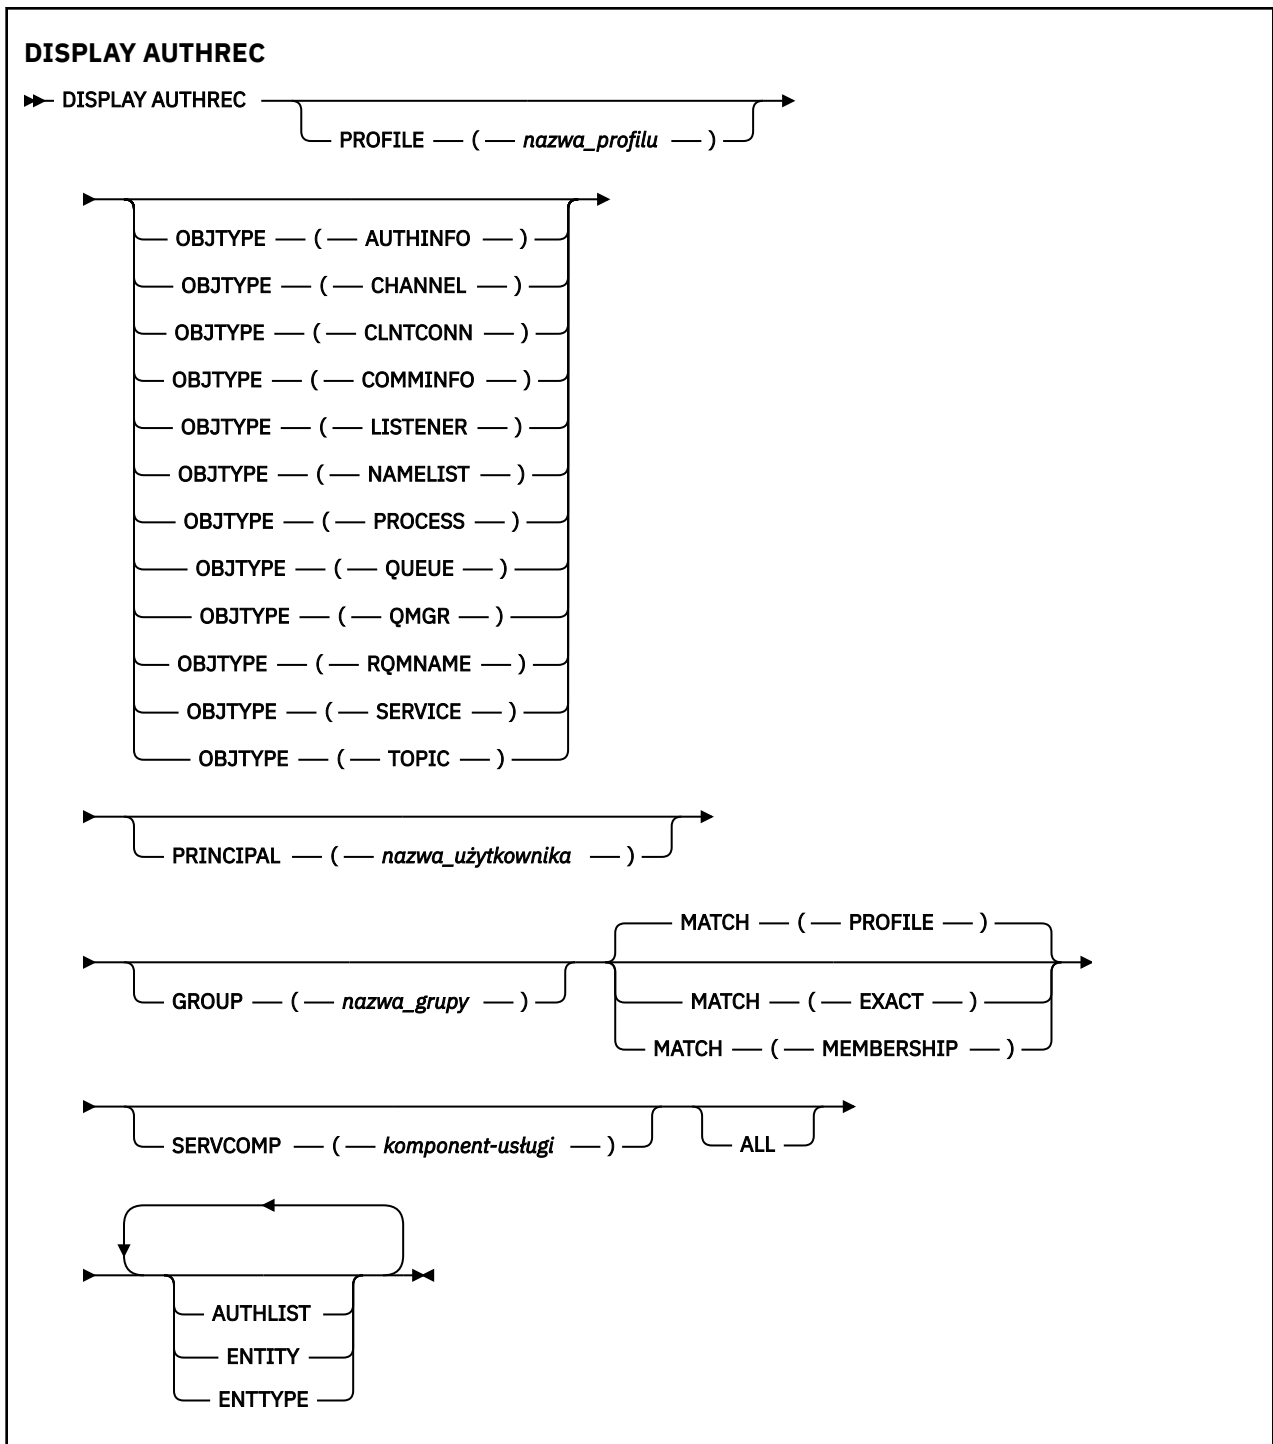 DISPLAY AUTHREC
DISPLAY AUTHREC
PROFILE ( nazwa_profilu )
OBJTYPE ( AUTHINFO )
OBJTYPE ( CHANNEL )
OBJTYPE ( CLNTCONN )
OBJTYPE ( COMMINFO )
OBJTYPE ( LISTENER )
OBJTYPE ( NAMELIST )
OBJTYPE ( PROCESS )
OBJTYPE ( QUEUE )
OBJTYPE ( QMGR )
OBJTYPE ( RQMNAME )
OBJTYPE ( SERVICE )
OBJTYPE ( TOPIC )
PRINCIPAL ( nazwa_użytkownika )
MATCH ( PROFILE )
GROUP ( nazwa_grupy ) MATCH ( EXACT )
MATCH ( MEMBERSHIP )
SERVCOMP ( komponent-usługi ) ALL
AUTHLIST
ENTITY
ENTTYPE